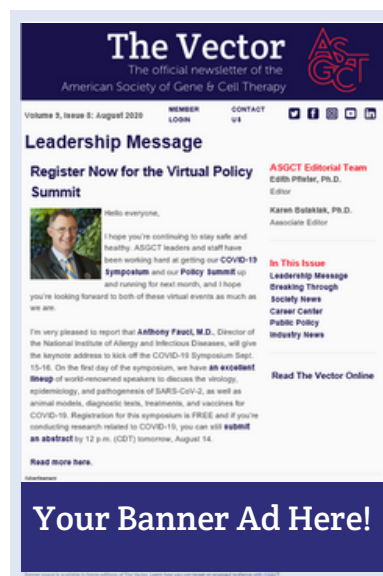 The Vector
The official newsletter of the
American Society of Gene & Cell Therapy
ASGCT
Volume 5, Issue 8: August 2020
MEMBER
LOGIN
CONTACT
US
Leadership Message
Register Now for the Virtual Policy
Summit
Hello everyone,
I hope you're continuing to stay safe and
healthy. ASGCT leaders and staff have
been working hard at getting our COVID-19
Symposium and our Policy Summit up
and running for next month, and I hope
you're looking forward to both of these virtual events as much as
we are.
I'm very pleased to report that Anthony Fauci, M.D., Director of
the National Institute of Allergy and Infectious Diseases, will give
the keynote address to kick off the COVID-19 Symposium Sept.
15-16. On the first day of the symposium, we have an excellent
lineup of world-renowned speakers to discuss the virology,
epidemiology, and pathogenesis of SARS-CoV-2, as well as
animal models, diagnostic tests, treatments, and vaccines for
COVID-19. Registration for this symposium is FREE and if you're
conducting research related to COVID-19, you can still submit
an abstract by 12 p.m. (CDT) tomorrow, August 14.
Read more here.
ASGCT Editorial Team
Edith Pfister, Ph.D.
Editor
Karen Bulaklak, Ph.D.
Associate Editor
In This Issue
Leadership Message
Breaking Through
Society News
Career Center
Public Policy
Industry News
Read The Vector Online
Advertisement
Your Banner Ad Here!